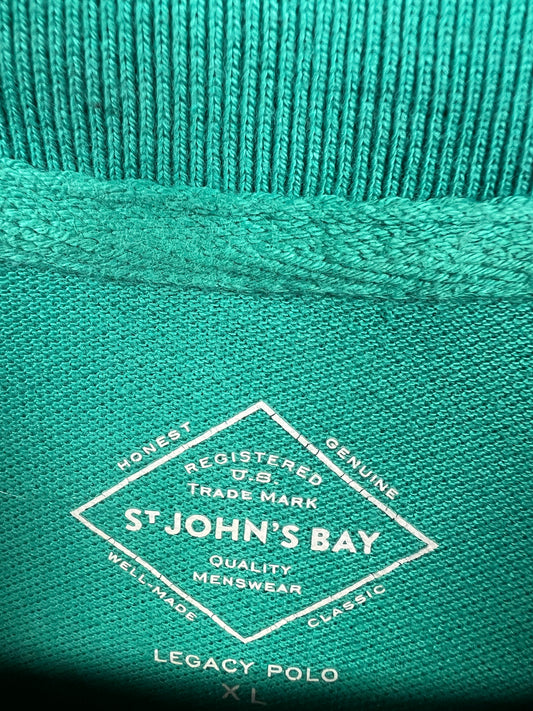 HONEST
GENUINE
REGISTERED
U.S.
TRADE MARK
ST JOHN'S BAY
QUALITY
MENSWEAR
WELL-MADE
CLASSIC
LEGACY POLO
XL